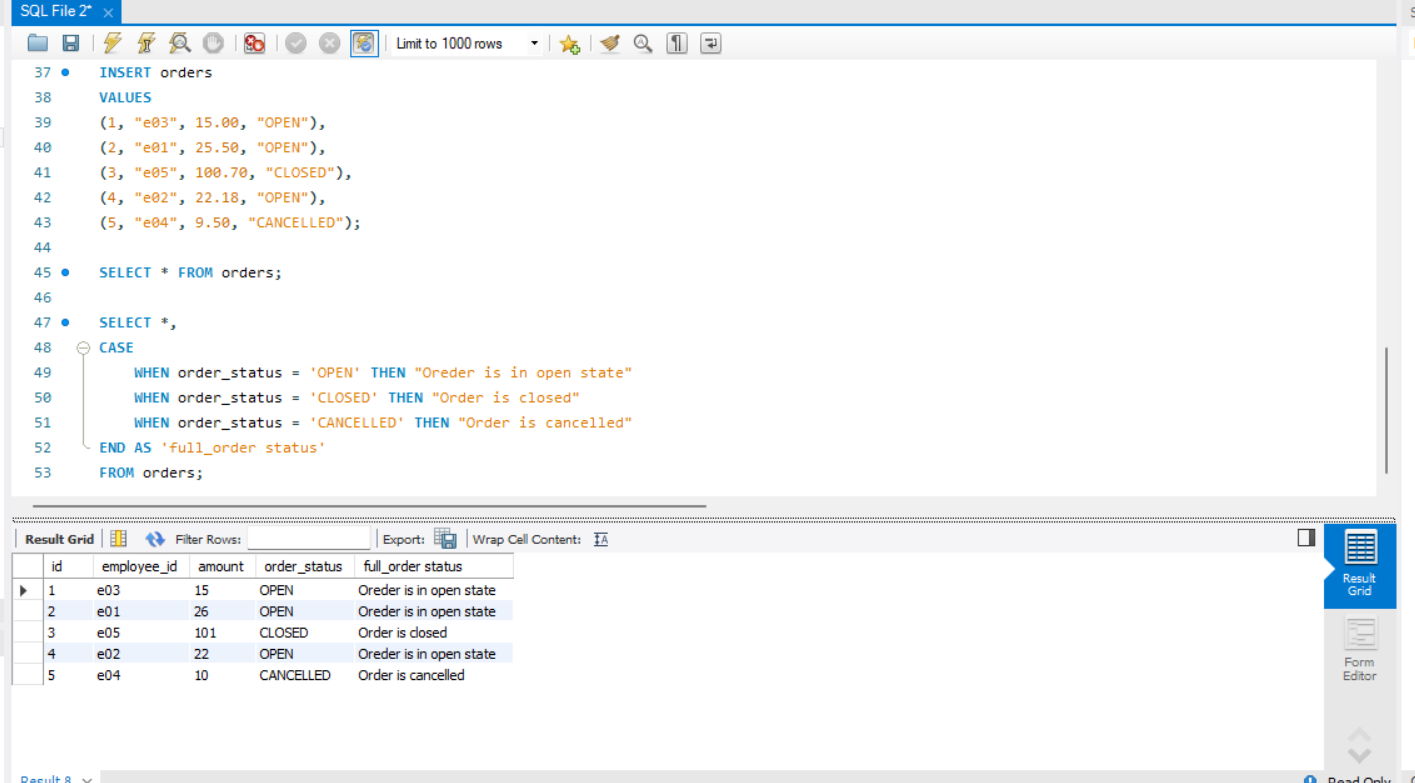 SQL File 2*
Limit to 1000 rows
37 INSERT orders
38 VALUES
39 (1, "e03", 15.00, "OPEN"),
40 (2, "e01", 25.50, "OPEN"),
41 (3, "e05", 100.70, "CLOSED"),
42 (4, "e02", 22.18, "OPEN"),
43 (5, "e04", 9.50, "CANCELLED");
44
45 SELECT * FROM orders;
46
47 SELECT *,
48 CASE
49 WHEN order_status = 'OPEN' THEN "Oreder is in open state"
50 WHEN order_status = 'CLOSED' THEN "Order is closed"
51 WHEN order_status = 'CANCELLED' THEN "Order is cancelled"
52 END AS 'full_order status'
53 FROM orders;
Result Grid Filter Rows: Export: Wrap Cell Content:
id employee_id amount order_status full_order status
1 e03 15 OPEN Oreder is in open state
2 e01 26 OPEN Oreder is in open state
3 e05 101 CLOSED Order is closed
4 e02 22 OPEN Oreder is in open state
5 e04 10 CANCELLED Order is cancelled
Result
Grid
Form
Editor
Result 8
Read Only